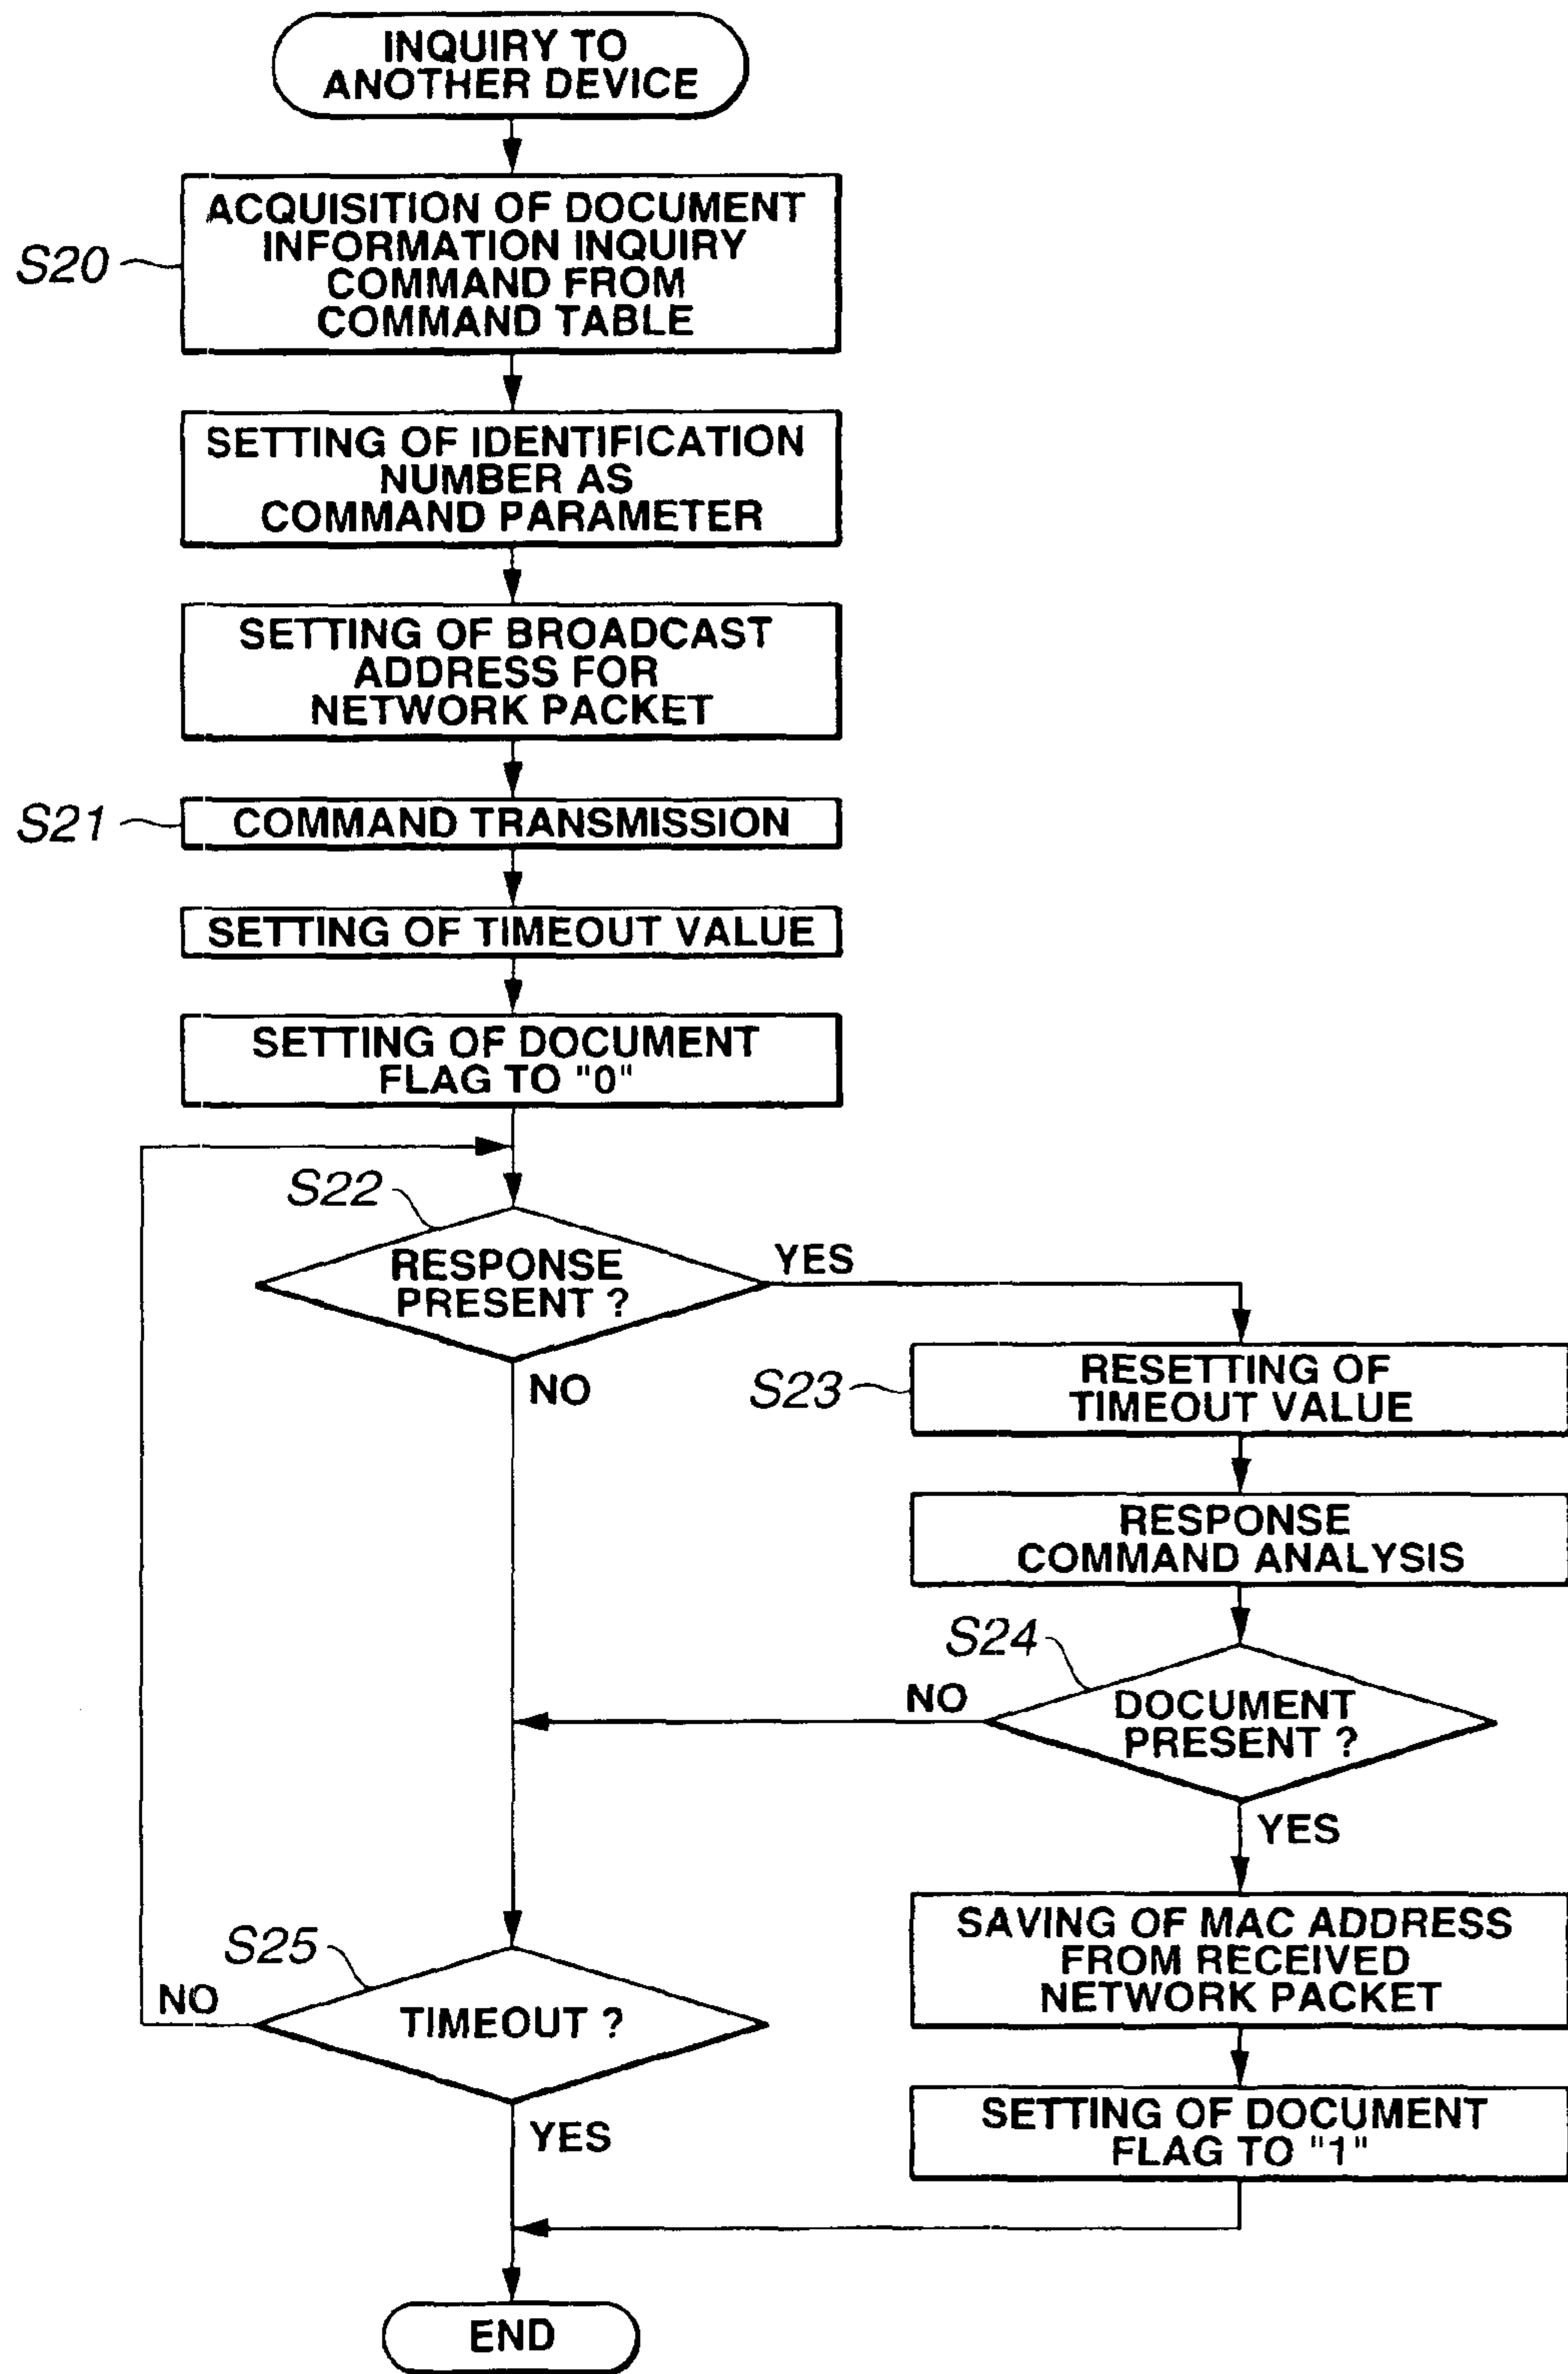 INQUIRY TO
ANOTHER DEVICE
S20
ACQUISITION OF DOCUMENT
INFORMATION INQUIRY
COMMAND FROM
COMMAND TABLE
SETTING OF IDENTIFICATION
NUMBER AS
COMMAND PARAMETER
SETTING OF BROADCAST
ADDRESS FOR
NETWORK PACKET
S21
COMMAND TRANSMISSION
SETTING OF TIMEOUT VALUE
SETTING OF DOCUMENT
FLAG TO "0"
S22
RESPONSE
PRESENT ?
YES
NO
S23
RESETTING OF
TIMEOUT VALUE
RESPONSE
COMMAND ANALYSIS
S24
DOCUMENT
PRESENT ?
NO
YES
SAVING OF MAC ADDRESS
FROM RECEIVED
NETWORK PACKET
SETTING OF DOCUMENT
FLAG TO "1"
S25
TIMEOUT ?
NO
YES
END